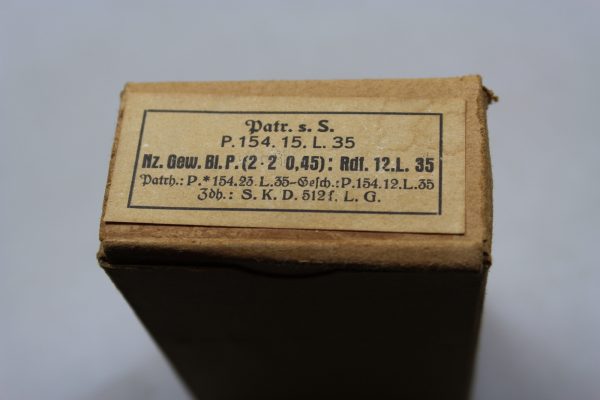 Patr. s. S.
P. 154. 15. L. 35
Nz. Gew. Bl. P. (2 · 2 0,45): Rdf. 12. L. 35
Patrh.: P.* 154. 23. L. 35-Gesch.: P. 154. 12. L. 35
Zdh.: S. K. D. 512 f. L. G.